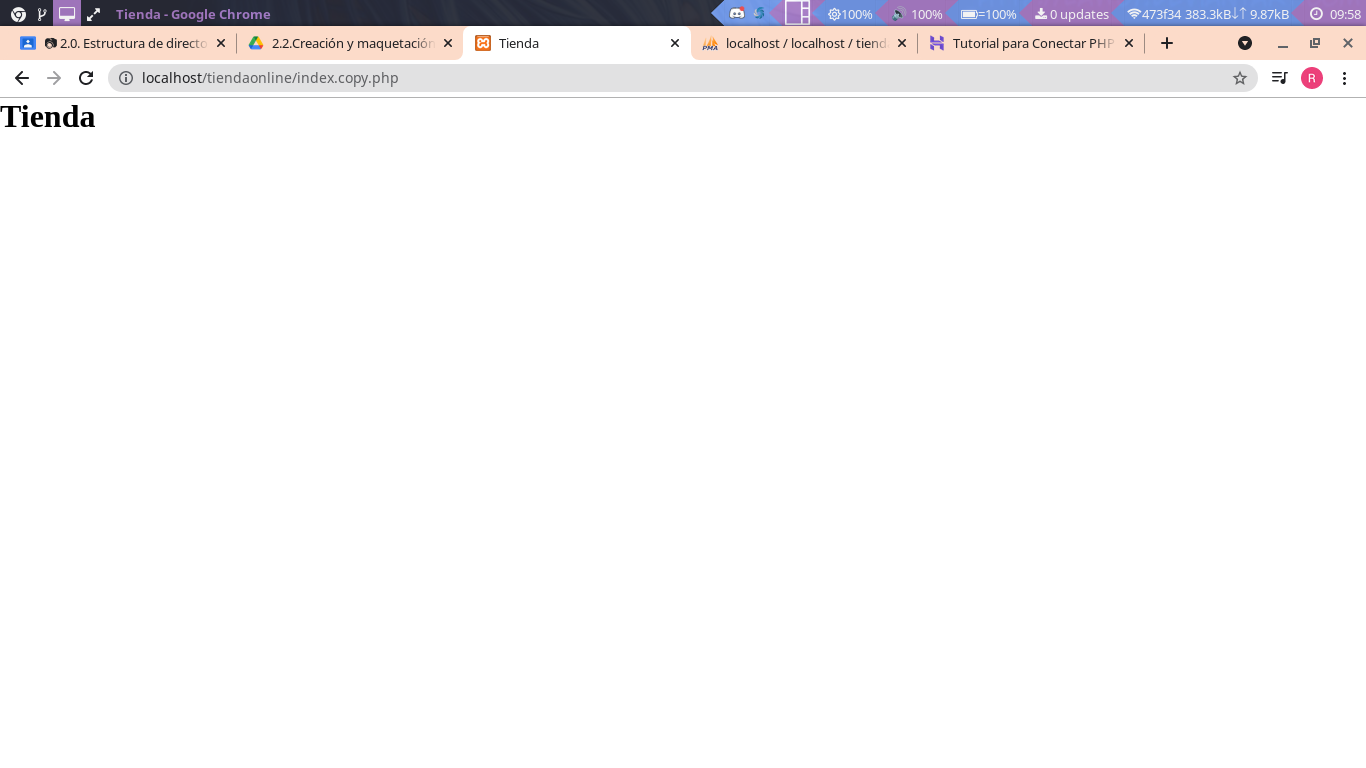 Tienda - Google Chrome
100% 100% =100% 0 updates 473f34 383.3kB↓↑ 9.87kB 09:58
2.0. Estructura de directo
2.2.Creación y maquetación
Tienda
PMA localhost / localhost / tiend
Tutorial para Conectar PHP
localhost/tiendaonline/index.copy.php
R
Tienda